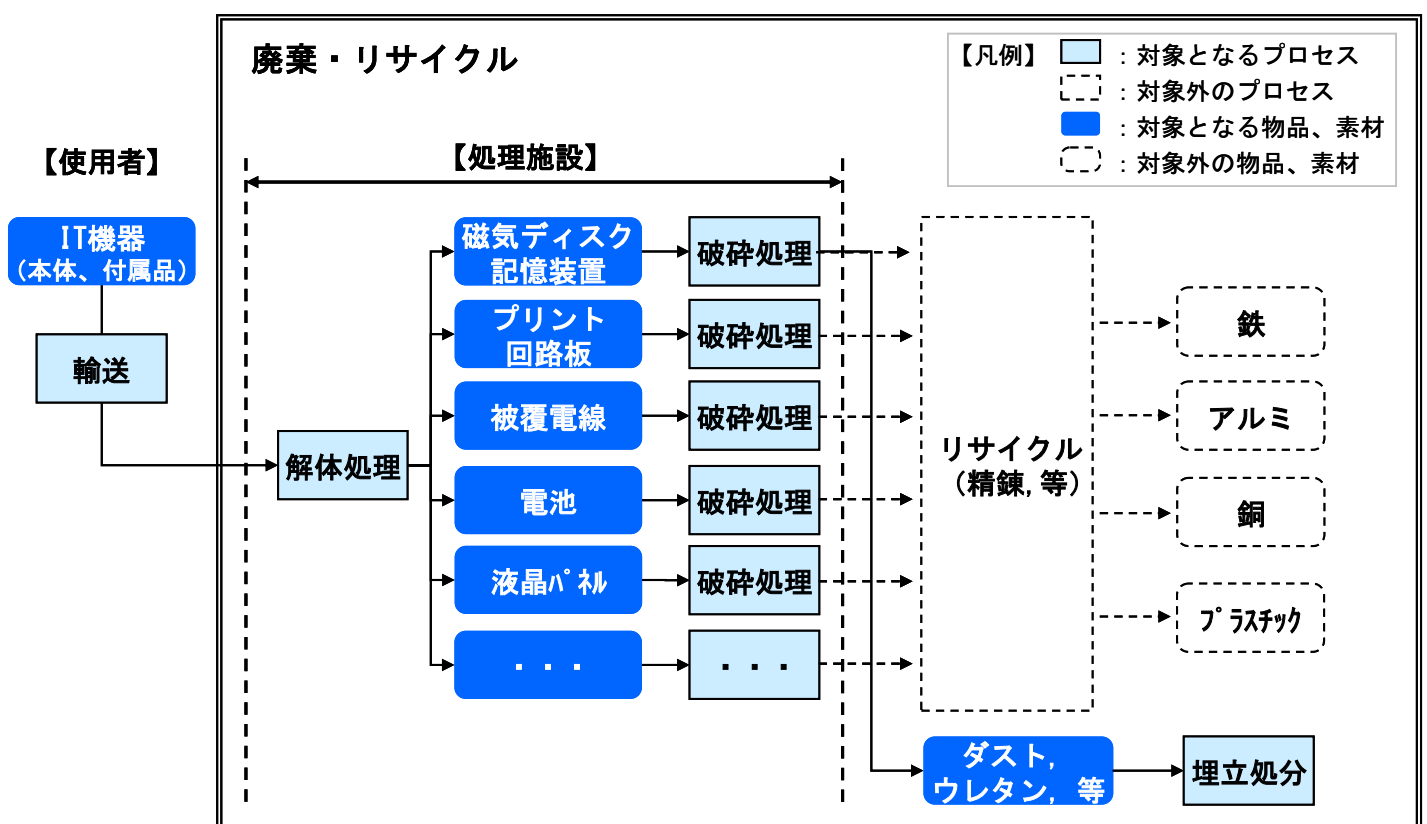 廃棄・リサイクル
【凡例】
：対象となるプロセス
：対象外のプロセス
：対象となる物品、素材
：対象外の物品、素材
【使用者】
【処理施設】
IT機器
（本体、付属品）
輸送
解体処理
磁気ディスク
記憶装置
破砕処理
プリント
回路板
破砕処理
被覆電線
破砕処理
電池
破砕処理
液晶ﾊﾟﾈﾙ
破砕処理
・・・
・・・
リサイクル
（精錬,等）
鉄
アルミ
銅
ﾌﾟﾗｽﾁｯｸ
ダスト,
ウレタン, 等
埋立処分